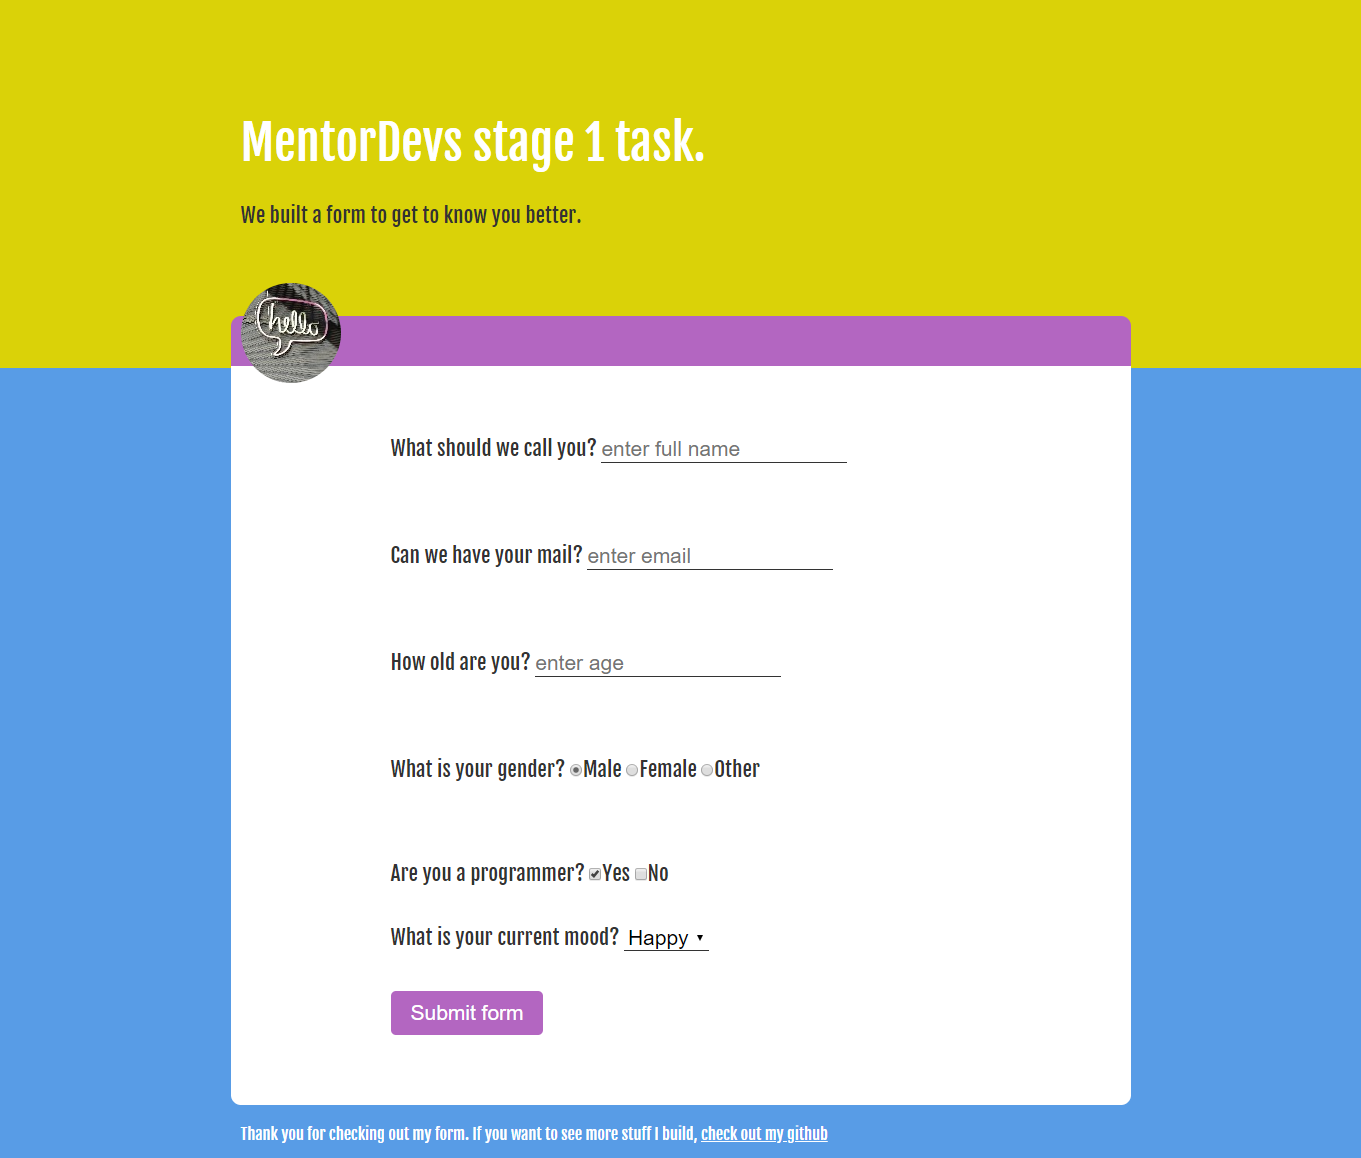 MentorDevs stage 1 task.
We built a form to get to know you better.
hello
What should we call you? enter full name
Can we have your mail? enter email
How old are you? enter age
What is your gender? Male Female Other
Are you a programmer? Yes No
What is your current mood? Happy
Submit form
Thank you for checking out my form. If you want to see more stuff I build, check out my github